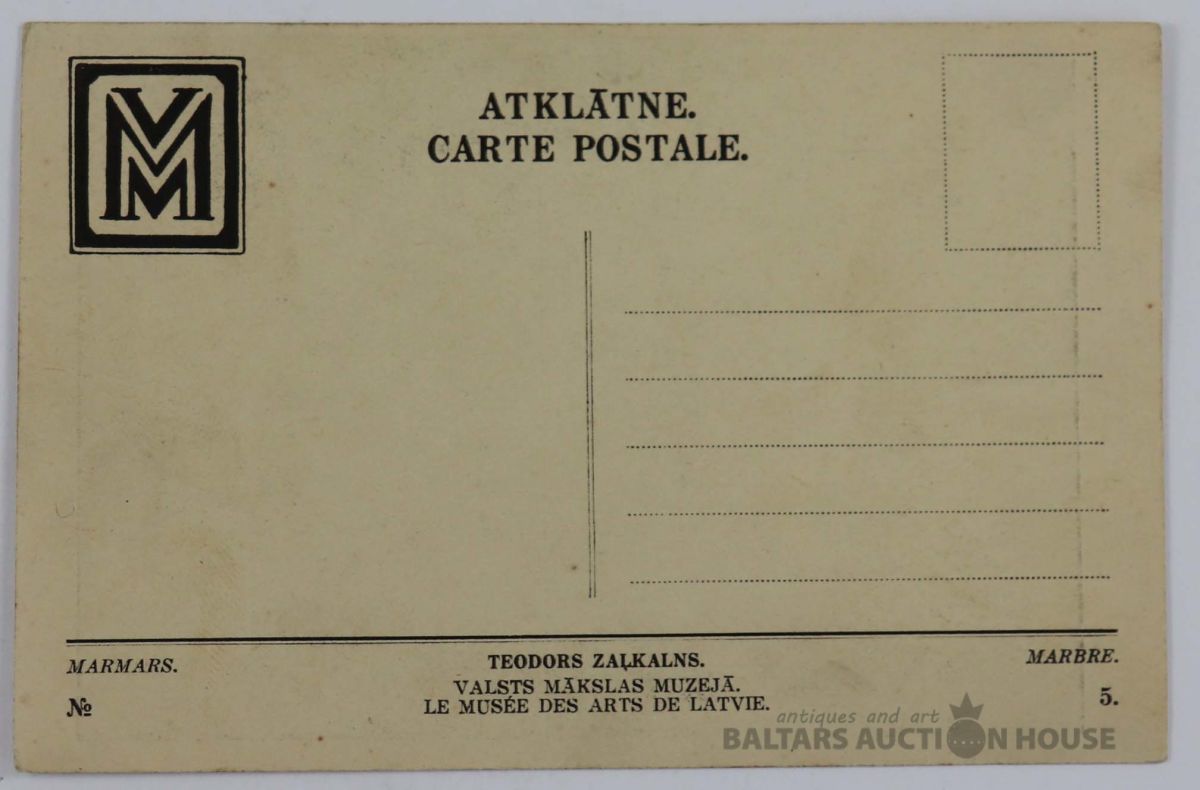 VMM
ATKLĀTNE.
CARTE POSTALE.
MARMARS.
TEODORS ZAĻKALNS.
MARBRE.
VALSTS MĀKSLAS MUZEJĀ.
№
LE MUSÉE DES ARTS DE LATVIE.
5.
antiques and art
BALTARS AUCTION HOUSE